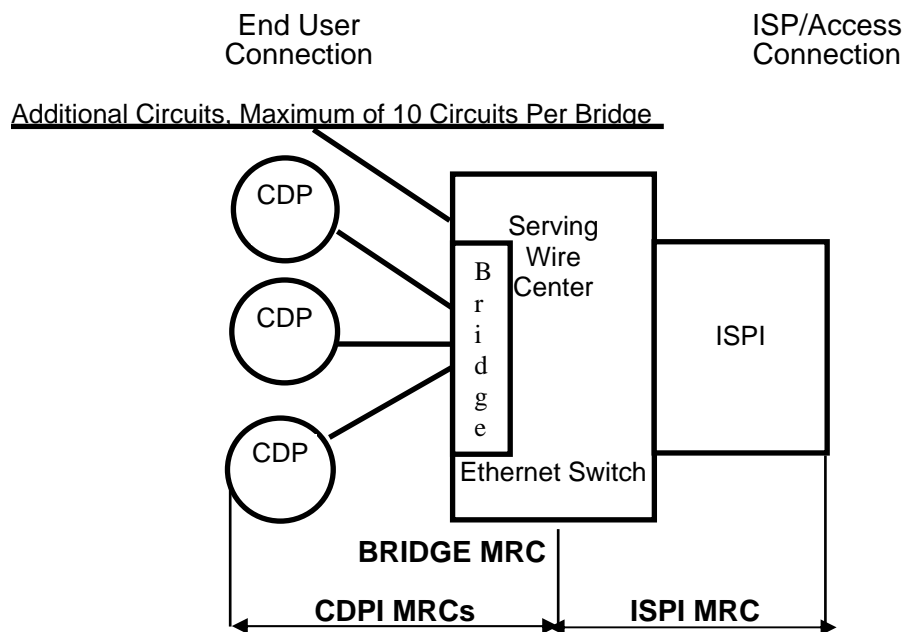 End User
Connection
ISP/Access
Connection
Additional Circuits, Maximum of 10 Circuits Per Bridge
CDP
CDP
CDP
Bridge
Serving
Wire
Center
Ethernet Switch
ISPI
BRIDGE MRC
CDPI MRCs
ISPI MRC